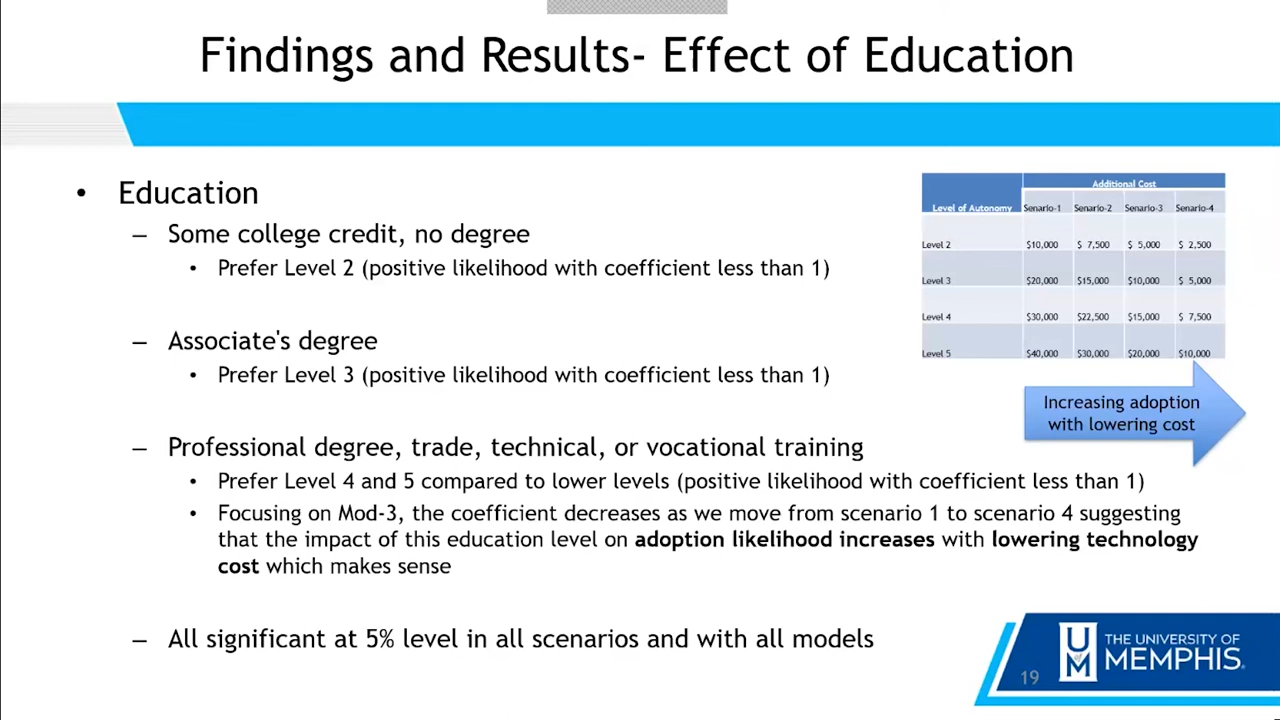 Findings and Results- Effect of Education
• Education
– Some college credit, no degree
• Prefer Level 2 (positive likelihood with coefficient less than 1)
– Associate's degree
• Prefer Level 3 (positive likelihood with coefficient less than 1)
– Professional degree, trade, technical, or vocational training
• Prefer Level 4 and 5 compared to lower levels (positive likelihood with coefficient less than 1)
• Focusing on Mod-3, the coefficient decreases as we move from scenario 1 to scenario 4 suggesting
that the impact of this education level on adoption likelihood increases with lowering technology
cost which makes sense
– All significant at 5% level in all scenarios and with all models
Additional Cost
Level of Autonomy Senario-1 Senario-2 Senario-3 Senario-4
Level 2 $10,000 $ 7,500 $ 5,000 $ 2,500
Level 3 $20,000 $15,000 $10,000 $ 5,000
Level 4 $30,000 $22,500 $15,000 $ 7,500
Level 5 $40,000 $30,000 $20,000 $10,000
Increasing adoption
with lowering cost
19
U of M
THE UNIVERSITY OF
MEMPHIS.